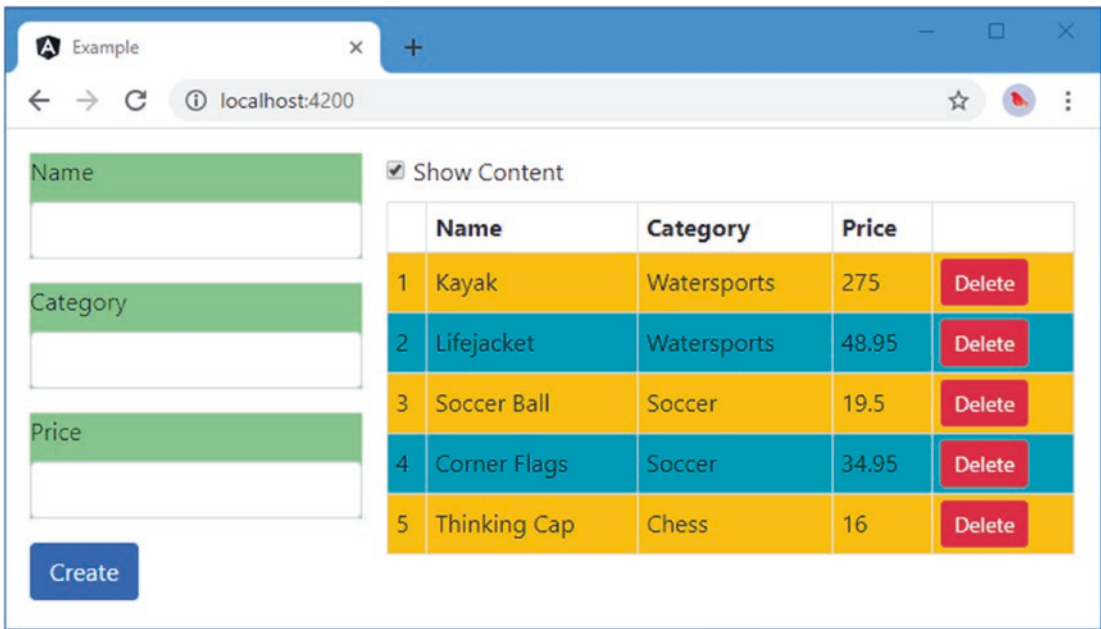 Example
localhost:4200
Name
Category
Price
Create
Show Content
Name Category Price
1 Kayak Watersports 275 Delete
2 Lifejacket Watersports 48.95 Delete
3 Soccer Ball Soccer 19.5 Delete
4 Corner Flags Soccer 34.95 Delete
5 Thinking Cap Chess 16 Delete